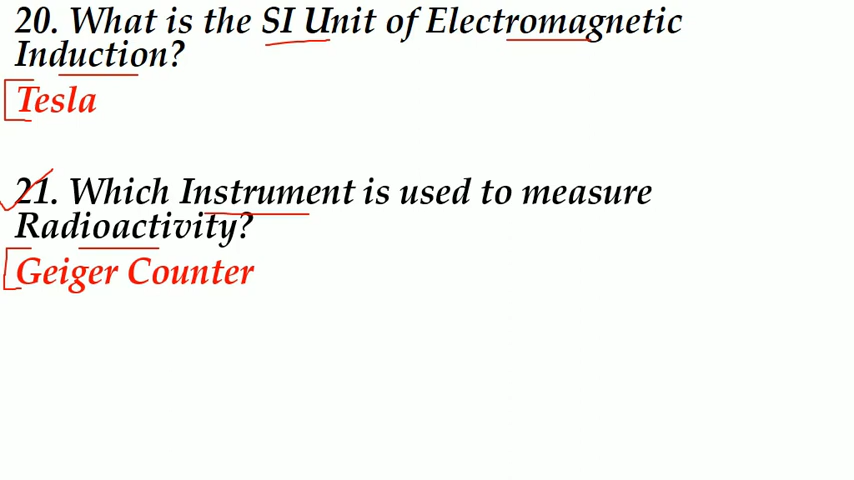 20. What is the SI Unit of Electromagnetic
Induction?
Tesla
21. Which Instrument is used to measure
Radioactivity?
Geiger Counter